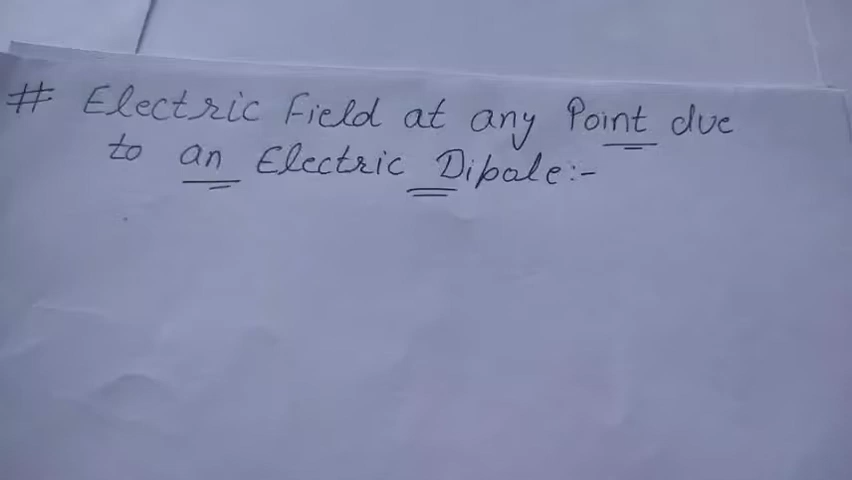 # Electric Field at any Point due
to an Electric Dipole:-